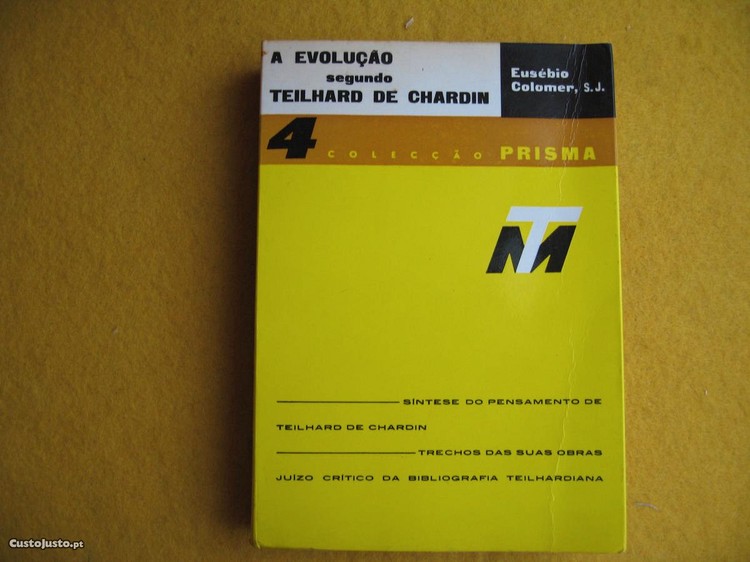 A EVOLUÇÃO
segundo
TEILHARD DE CHARDIN
Eusébio
Colomer, S.J.
4 COLECÇÃO PRISMA
TM
SÍNTESE DO PENSAMENTO DE
TEILHARD DE CHARDIN
TRECHOS DAS SUAS OBRAS
JUÍZO CRÍTICO DA BIBLIOGRAFIA TEILHARDIANA
CustoJusto.pt